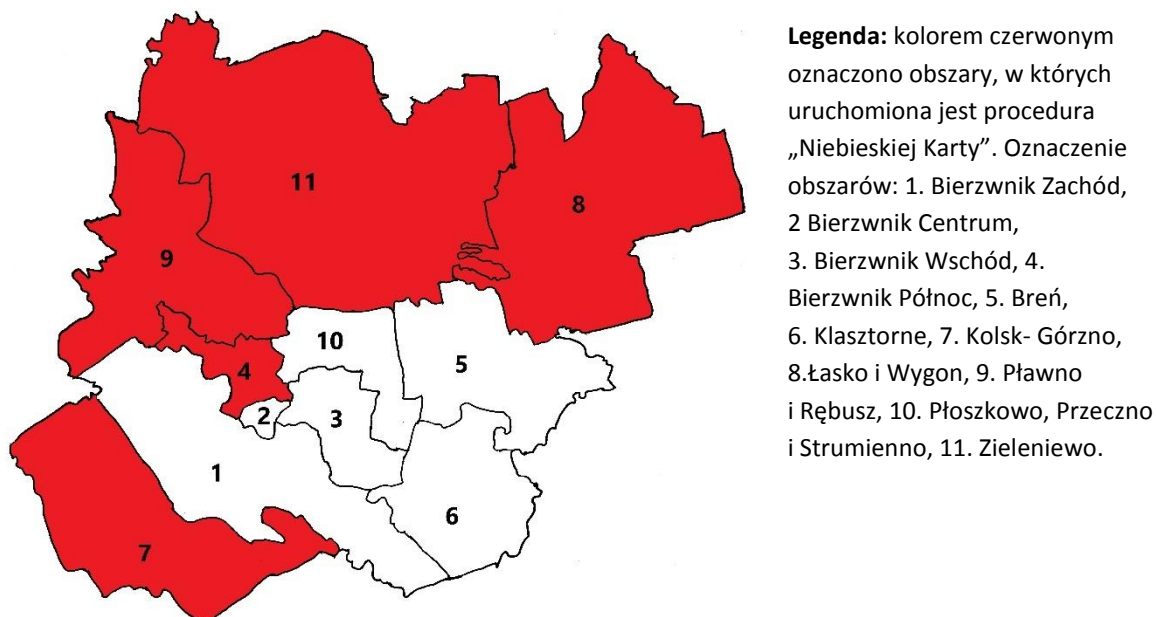 Legenda: kolorem czerwonym
oznaczono obszary, w których
uruchomiona jest procedura
„Niebieskiej Karty”. Oznaczenie
obszarów: 1. Bierzwnik Zachód,
2 Bierzwnik Centrum,
3. Bierzwnik Wschód, 4.
Bierzwnik Północ, 5. Breń,
6. Klasztorne, 7. Kolsk- Górzno,
8.Łasko i Wygon, 9. Pławno
i Rębusz, 10. Płoszkowo, Przeczno
i Strumienno, 11. Zieleniewo.
11
8
9
10
5
4
2
3
1
6
7